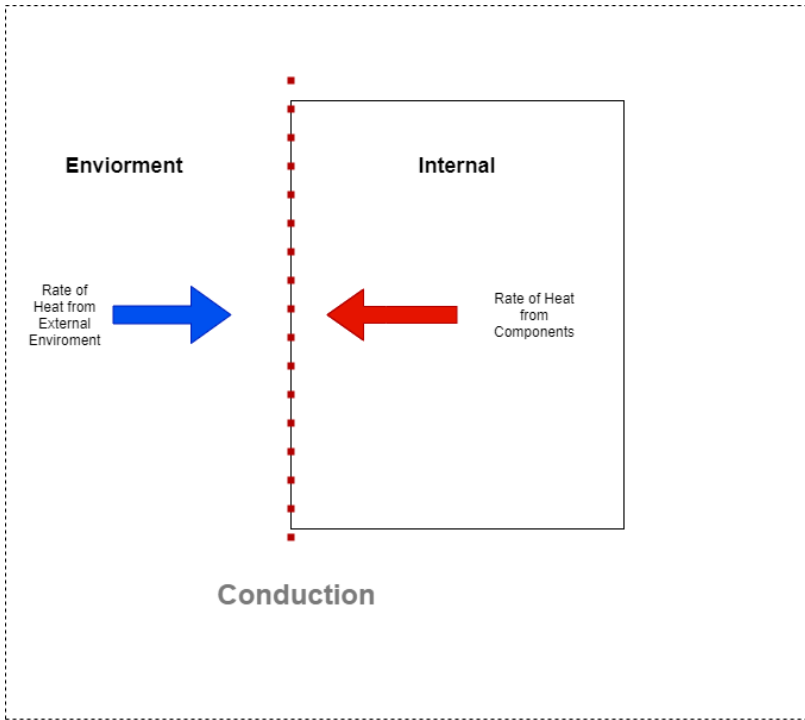 Enviorment
Internal
Rate of
Heat from
External
Enviroment
Rate of Heat
from
Components
Conduction